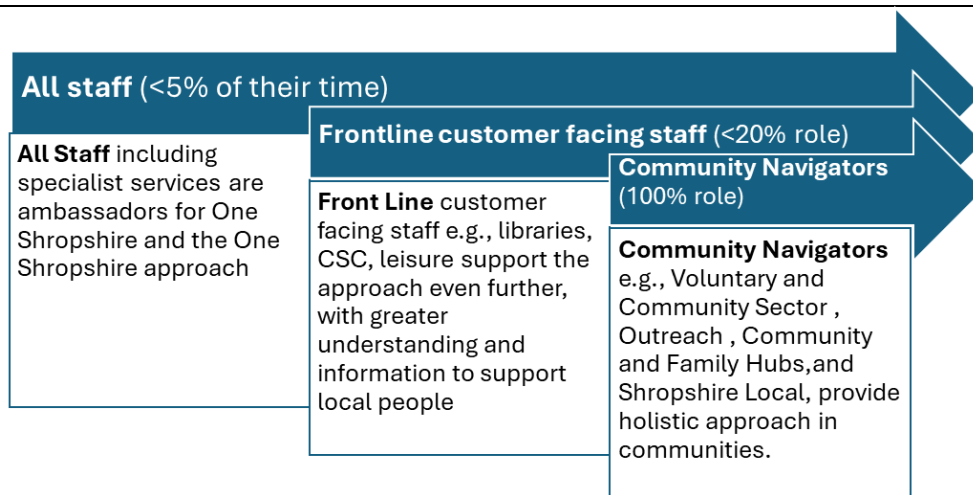 All staff (<5% of their time)
All Staff including
specialist services are
ambassadors for One
Shropshire and the One
Shropshire approach
Frontline customer facing staff (<20% role)
Front Line customer
facing staff e.g., libraries,
CSC, leisure support the
approach even further,
with greater
understanding and
information to support
local people
Community Navigators
(100% role)
Community Navigators
e.g., Voluntary and
Community Sector ,
Outreach , Community
and Family Hubs,and
Shropshire Local, provide
holistic approach in
communities.